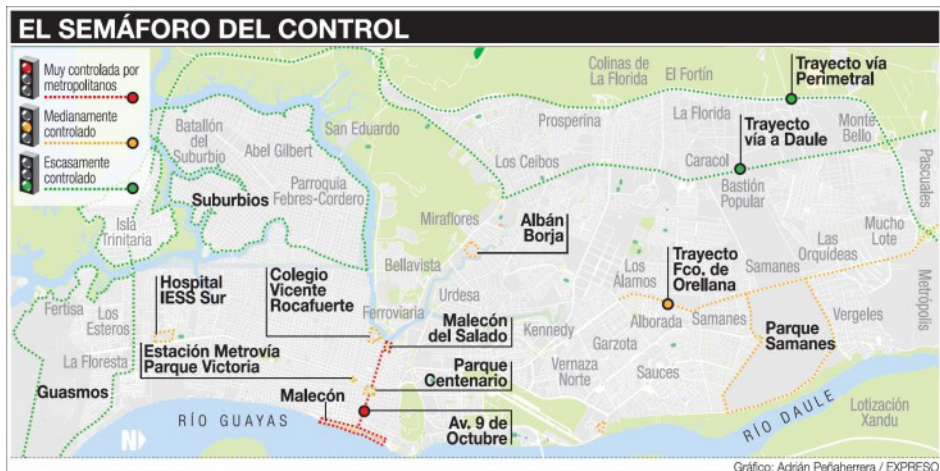 EL SEMÁFORO DEL CONTROL
Muy controlada por
metropolitanos
Medianamente
controlado
Escasamente
controlado
Colinas de
La Florida
El Fortín
Trayecto vía
Perimetral
Prosperina
La Florida
Monte
Bello
Batallón
del
Suburbio
Abel Gilbert
San Eduardo
Trayecto
vía a Daule
Los Ceibos
Caracol
Pascuales
Suburbios
Parroquia
Febres-Cordero
Bastión
Popular
Isla
Trinitaria
Miraflores
Albán
Borja
Mucho
Lote
Bellavista
Trayecto
Fco. de
Orellana
Las
Orquídeas
Hospital
IESS Sur
Colegio
Vicente
Rocafuerte
Los
Álamos
Samanes
Metrópolis
Fertisa
Los
Esteros
Ferroviaria
Urdesa
Malecón
del Salado
Kennedy
Alborada
Samanes
Parque
Samanes
Vergeles
Garzota
La Floresta
Estación Metrovía
Parque Victoria
Parque
Centenario
Vernaza
Norte
Sauces
Guasmos
Malecón
RÍO GUAYAS
Av. 9 de
Octubre
RÍO DAULE
Lotización
Xandu
N
Gráfico: Adrián Peñaherrera / EXPRESO